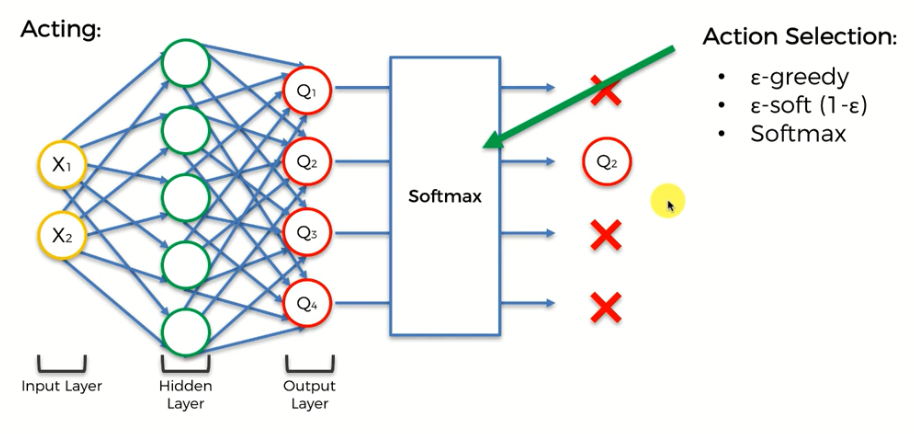 Acting:
Action Selection:
• ε-greedy
• ε-soft (1-ε)
• Softmax
X1
X2
Q1
Q2
Q3
Q4
Softmax
Q2
Input Layer
Hidden
Layer
Output
Layer